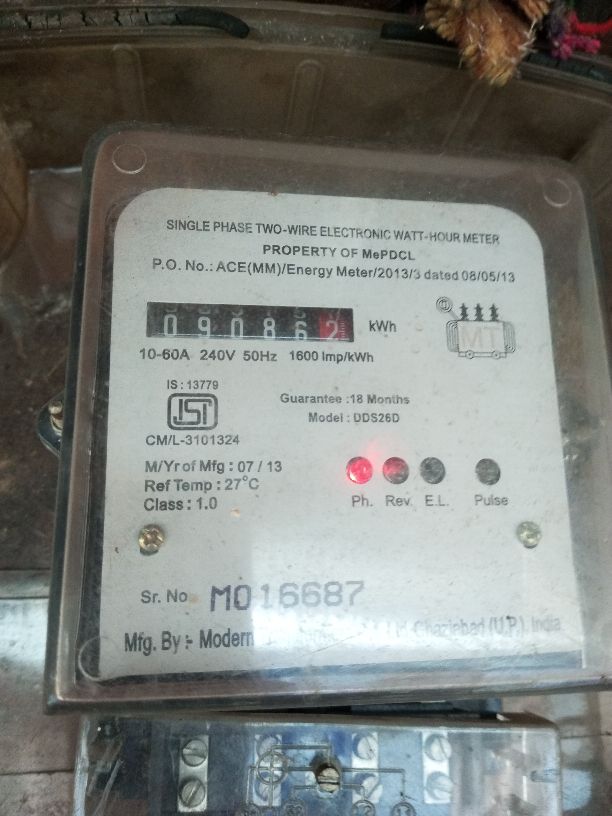 SINGLE PHASE TWO-WIRE ELECTRONIC WATT-HOUR METER
PROPERTY OF MePDCL
P.O. No.: ACE(MM)/Energy Meter/2013/3 dated 08/05/13
090862 kWh
MT
10-60A 240V 50Hz 1600 Imp/kWh
IS : 13779
ISI
CM/L-3101324
Guarantee :18 Months
Model : DDS26D
M/Yr of Mfg : 07 / 13
Ref Temp : 27°C
Class : 1.0
Ph. Rev. E.L. Pulse
Sr. No. M016687
Mfg. By :- Modern Ghaziabad (U.P.). India